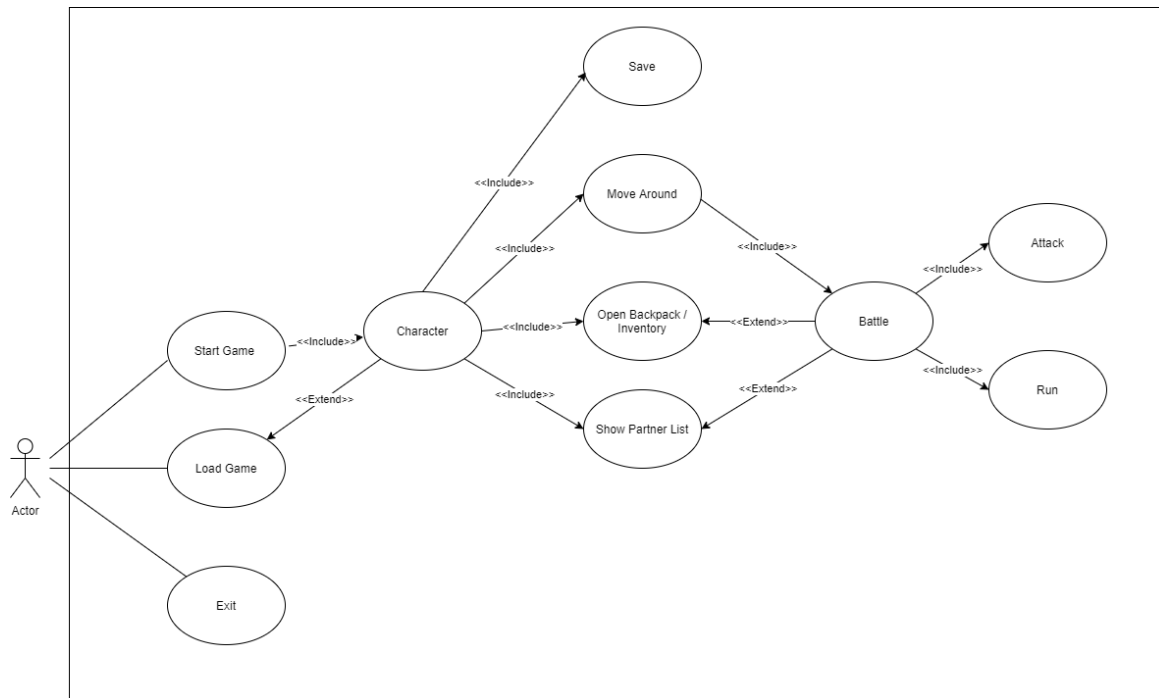 Save
<<Include>>
Move Around
<<Include>>
<<Include>>
Attack
<<Include>>
Open Backpack /
Inventory
Character
<<Include>>
<<Extend>>
Battle
Start Game
<<Include>>
<<Extend>>
<<Include>>
<<Extend>>
<<Include>>
Run
Show Partner List
Load Game
Actor
Exit